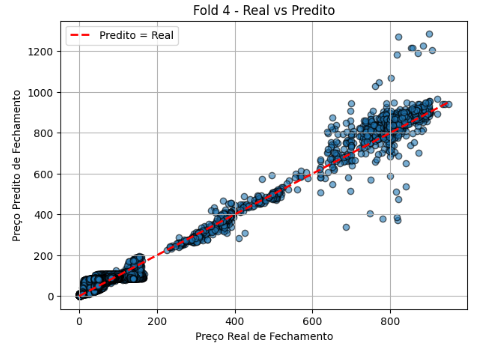 Fold 4 - Real vs Predito
Predito = Real
Preço Predito de Fechamento
1200
1000
800
600
400
200
0
0 200 400 600 800
Preço Real de Fechamento